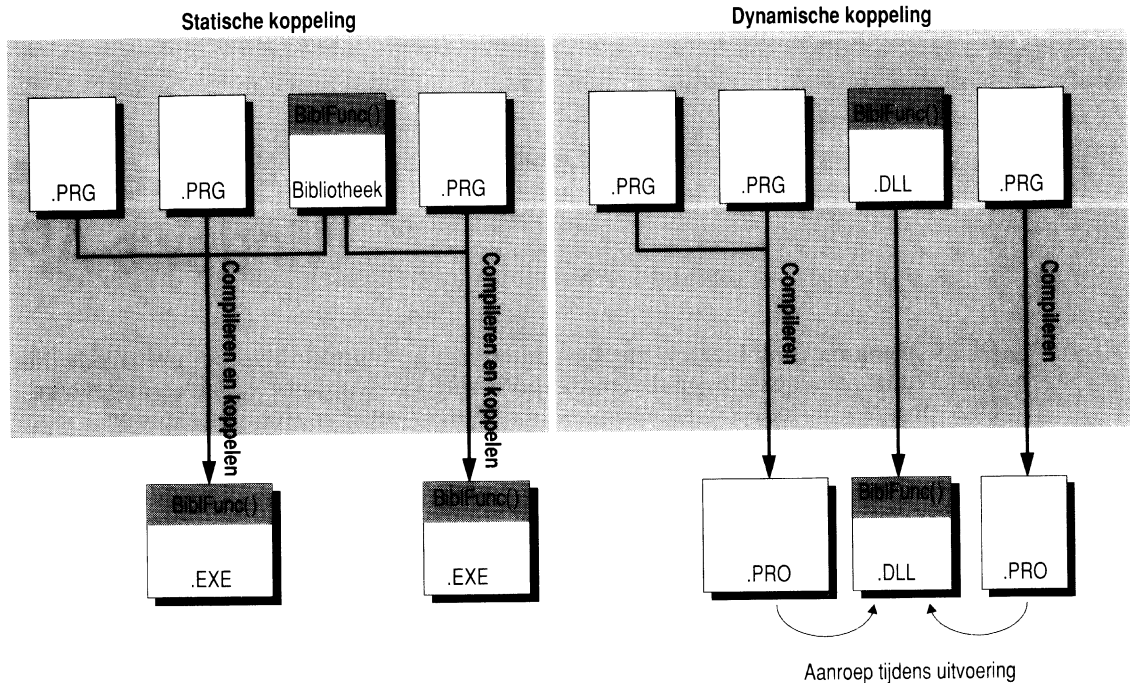 Statische koppeling
Dynamische koppeling
BiblFunc()
BiblFunc()
.PRG
.PRG
Bibliotheek
.PRG
.PRG
.PRG
.DLL
.PRG
Compileren en koppelen
Compileren en koppelen
Compileren
Compileren
BiblFunc()
BiblFunc()
BiblFunc()
.EXE
.EXE
.PRO
.DLL
.PRO
Aanroep tijdens uitvoering